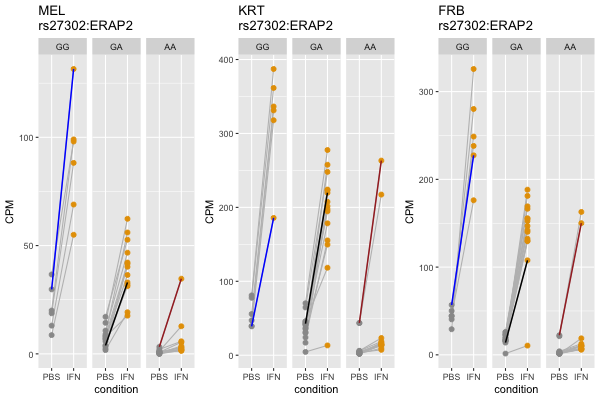 MEL
rs27302:ERAP2
GG GA AA
CPM
100
50
0
PBS IFN PBS IFN PBS IFN
condition
KRT
rs27302:ERAP2
GG GA AA
CPM
400
300
200
100
0
PBS IFN PBS IFN PBS IFN
condition
FRB
rs27302:ERAP2
GG GA AA
CPM
300
200
100
0
PBS IFN PBS IFN PBS IFN
condition